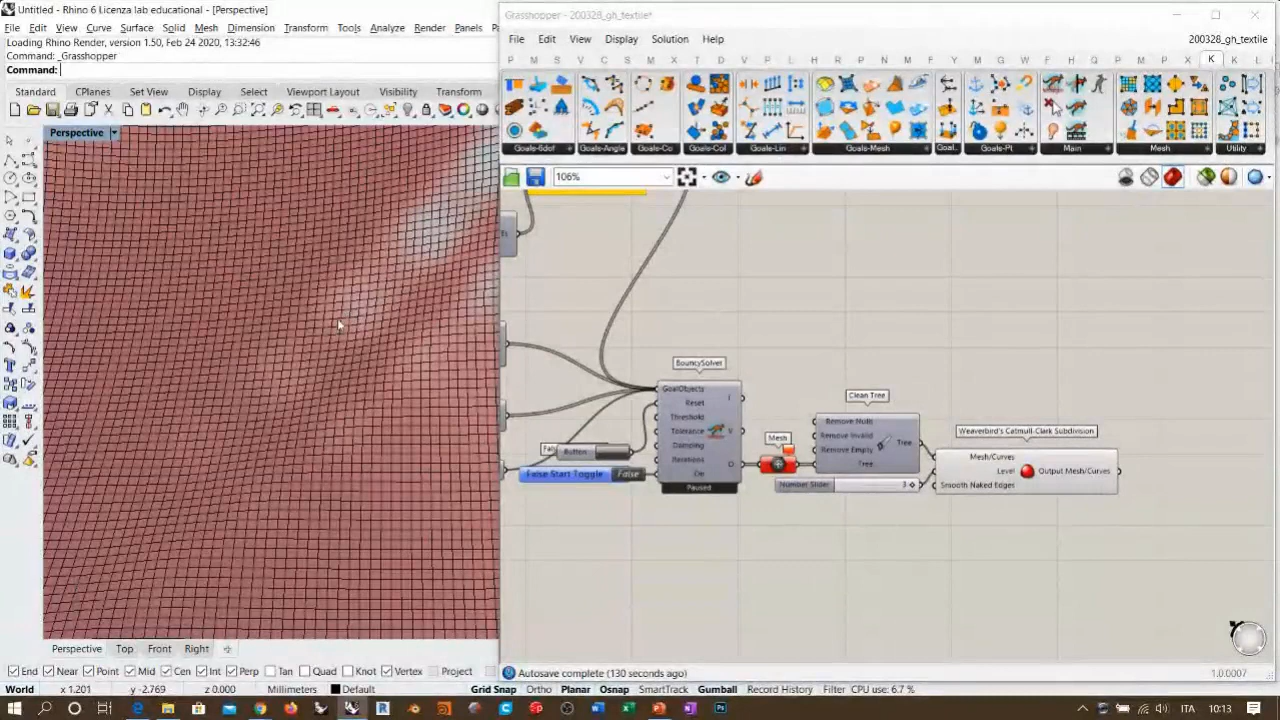 Untitled - Rhino 6 Licenza lab educational - [Perspective]
File Edit View Curve Surface Solid Mesh Dimension Transform Tools Analyze Render Panels
Loading Rhino Render, version 1.50, Feb 24 2020, 13:32:46
Command: _Grasshopper
Command:
Standard CPlanes Set View Display Select Viewport Layout Visibility Transform
Perspective
Grasshopper - 200328_gh_textile*
File Edit View Display Solution Help
200328_gh_textile
Goals-6dof Goals-Angle Goals-Co Goals-Col Goals-Lin Goals-Mesh Goal. Goals-Pt Main Mesh Utility
106%
BouncySolver
GoalObjects
Reset
Threshold
Tolerance
Damping
Iterations
On
I
V
O
Paused
Button
False Start Toggle False
Mesh
Clean Tree
Remove Nulls
Remove Invalid
Remove Empty
Tree
Tree
Number Slider 3
Weaverbird's Catmull-Clark Subdivision
Mesh/Curves
Level
Smooth Naked Edges
Output Mesh/Curves
Autosave complete (130 seconds ago)
1.0.0007
Perspective Top Front Right
End Near Point Mid Cen Int Perp Tan Quad Knot Vertex Project
World x 1.201 y -2.769 z 0.000 Millimeters Default Grid Snap Ortho Planar Osnap SmartTrack Gumball Record History Filter CPU use: 6.7 %
ITA 10:13